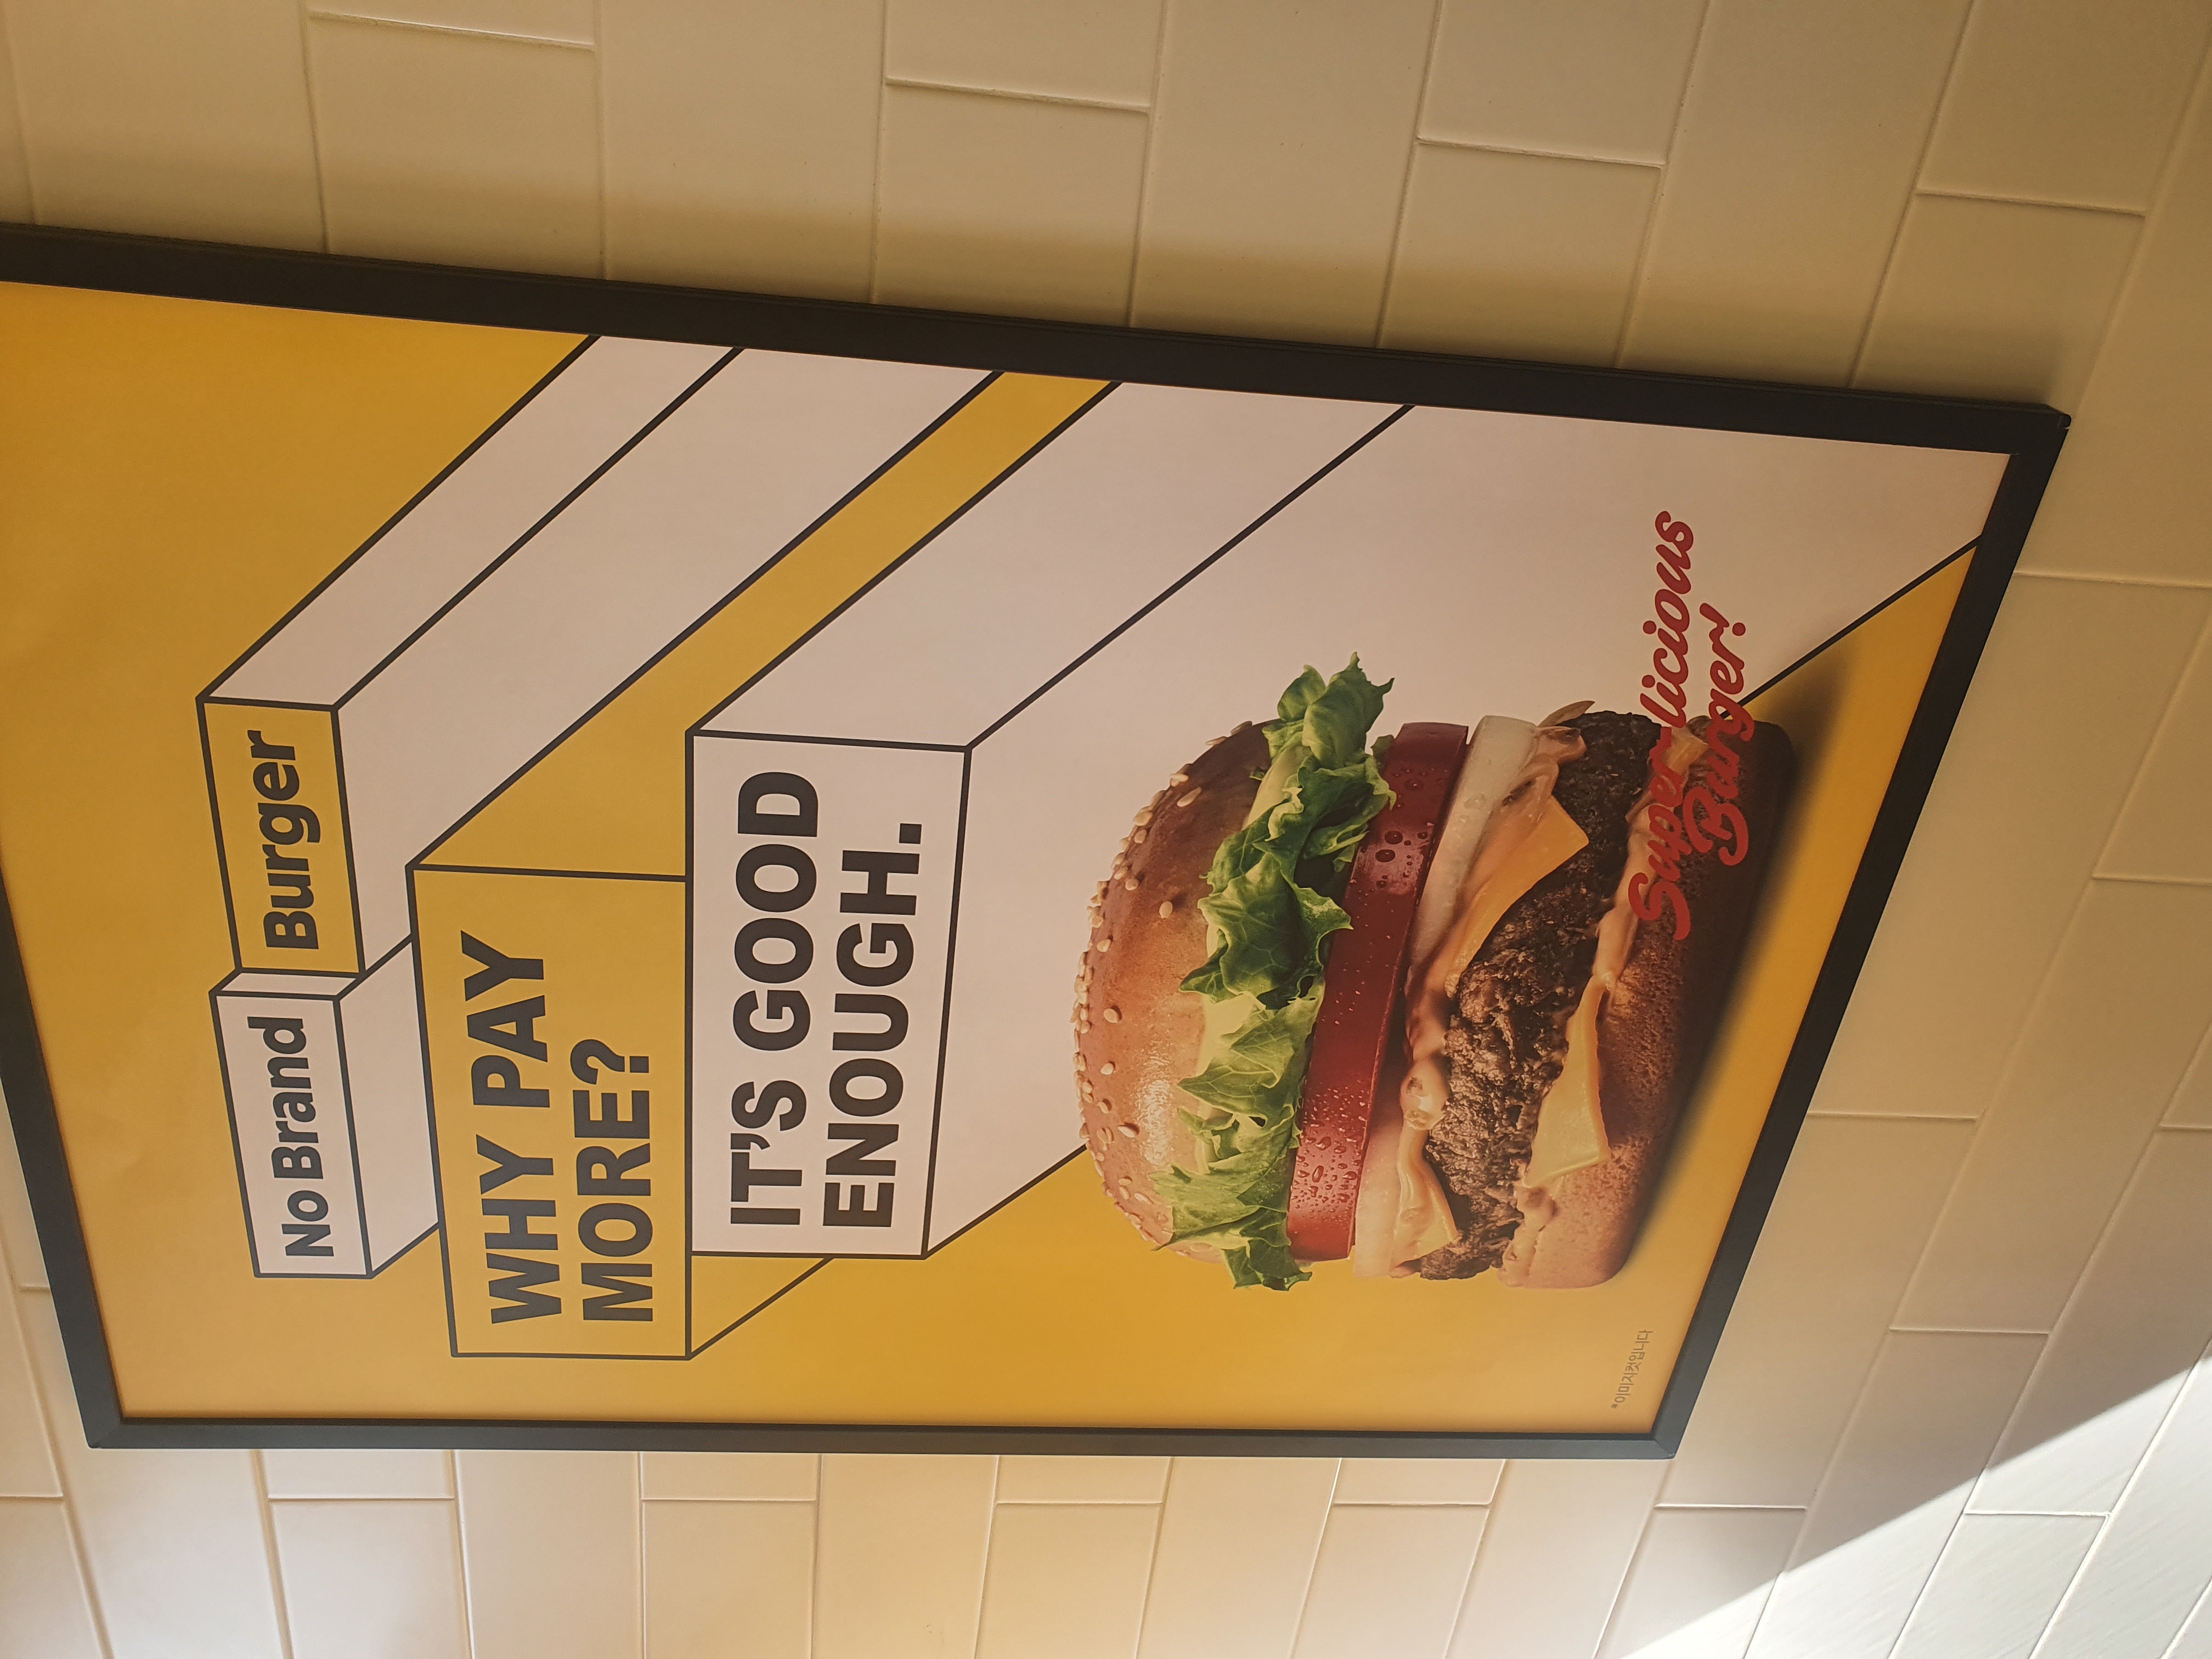 No Brand Burger
WHY PAY
MORE?
IT'S GOOD
ENOUGH.
Super licious
Burger!
*이미지컷입니다